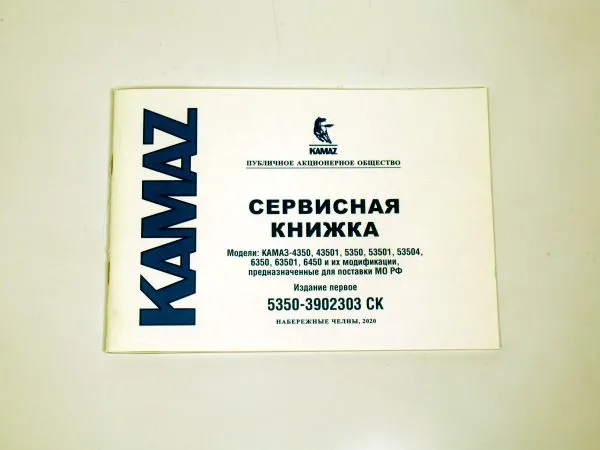 KAMAZ
KAMAZ
ПУБЛИЧНОЕ АКЦИОНЕРНОЕ ОБЩЕСТВО
СЕРВИСНАЯ
КНИЖКА
Модели: КАМАЗ-4350, 43501, 5350, 53501, 53504,
6350, 63501, 6450 и их модификации,
предназначенные для поставки МО РФ
Издание первое
5350-3902303 СК
НАБЕРЕЖНЫЕ ЧЕЛНЫ, 2020